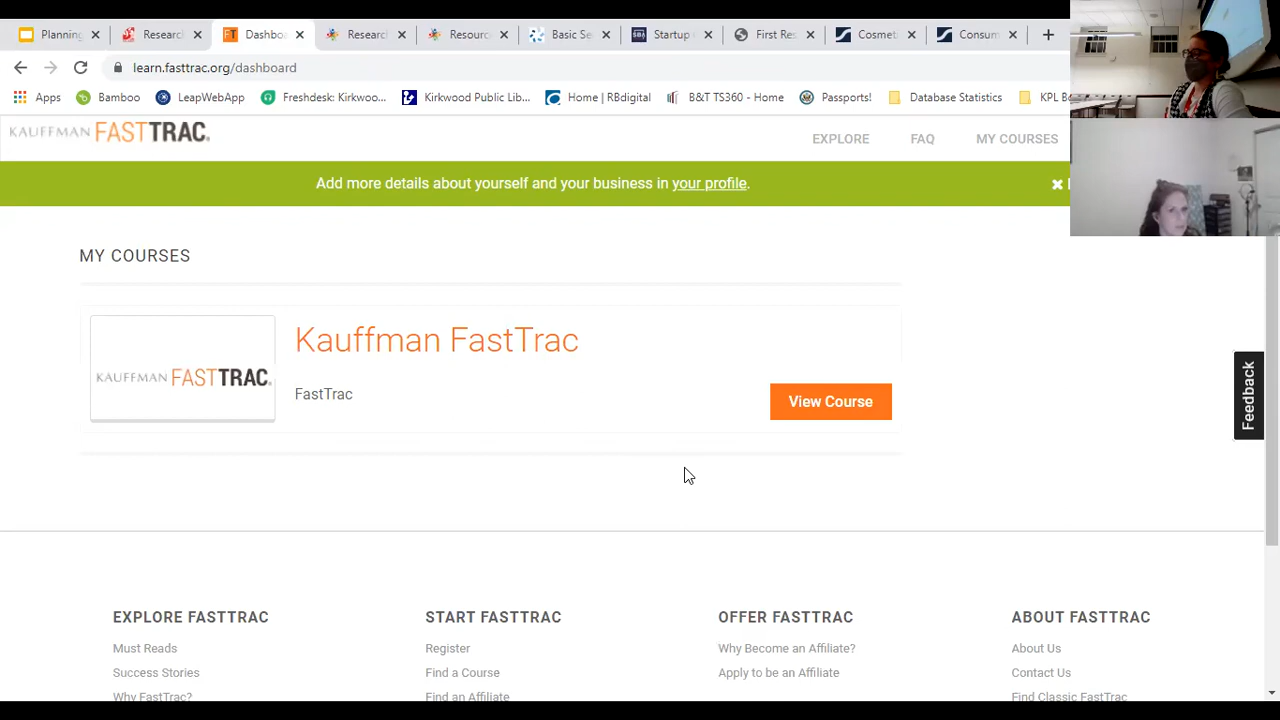 Planning
Research
Dashboa
Researc
Resourc
Basic Se
Startup
First Res
Cosmeti
Consum
learn.fasttrac.org/dashboard
Apps
Bamboo
LeapWebApp
Freshdesk: Kirkwoo...
Kirkwood Public Lib...
Home | RBdigital
B&T TS360 - Home
Passports!
Database Statistics
KPL B
KAUFFMAN FASTTRAC®
EXPLORE
FAQ
MY COURSES
Add more details about yourself and your business in your profile.
MY COURSES
KAUFFMAN FASTTRAC®
Kauffman FastTrac
FastTrac
View Course
Feedback
EXPLORE FASTTRAC
Must Reads
Success Stories
Why FastTrac?
START FASTTRAC
Register
Find a Course
Find an Affiliate
OFFER FASTTRAC
Why Become an Affiliate?
Apply to be an Affiliate
ABOUT FASTTRAC
About Us
Contact Us
Find Classic FastTrac